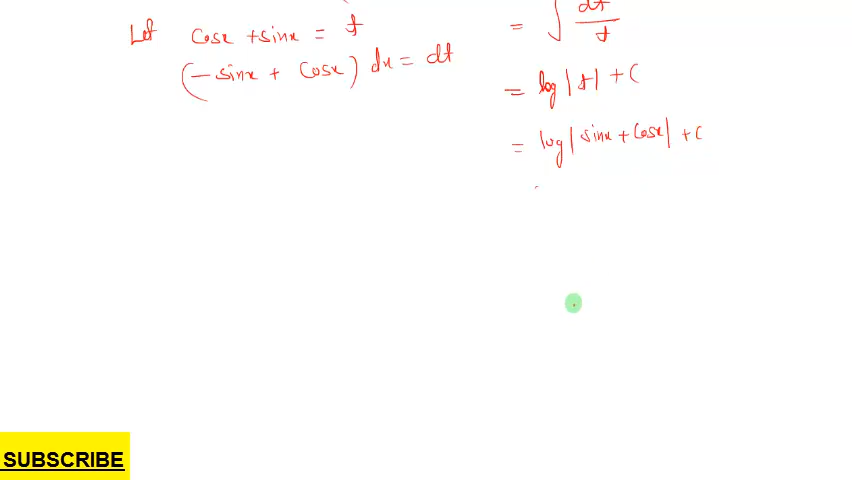 Let cosx + sinx = t
(-sinx + cosx) dx = dt
= ∫ dt/t
= log|t| + C
= log|sinx + cosx| + C
SUBSCRIBE